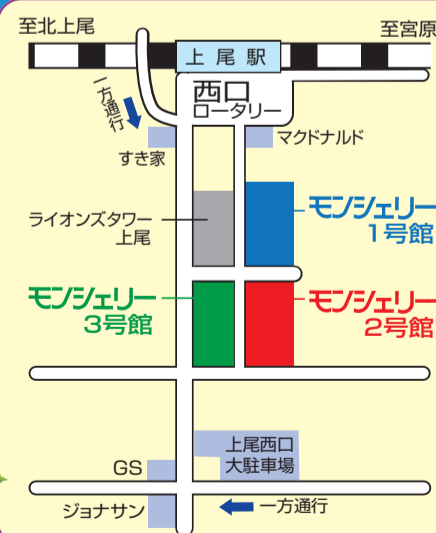 至北上尾
至宮原
上尾駅
西口
ロータリー
一方通行
すき家
マクドナルド
ライオンズタワー
上尾
モンシェリー
1号館
モンシェリー
3号館
モンシェリー
2号館
上尾西口
大駐車場
GS
ジョナサン
一方通行